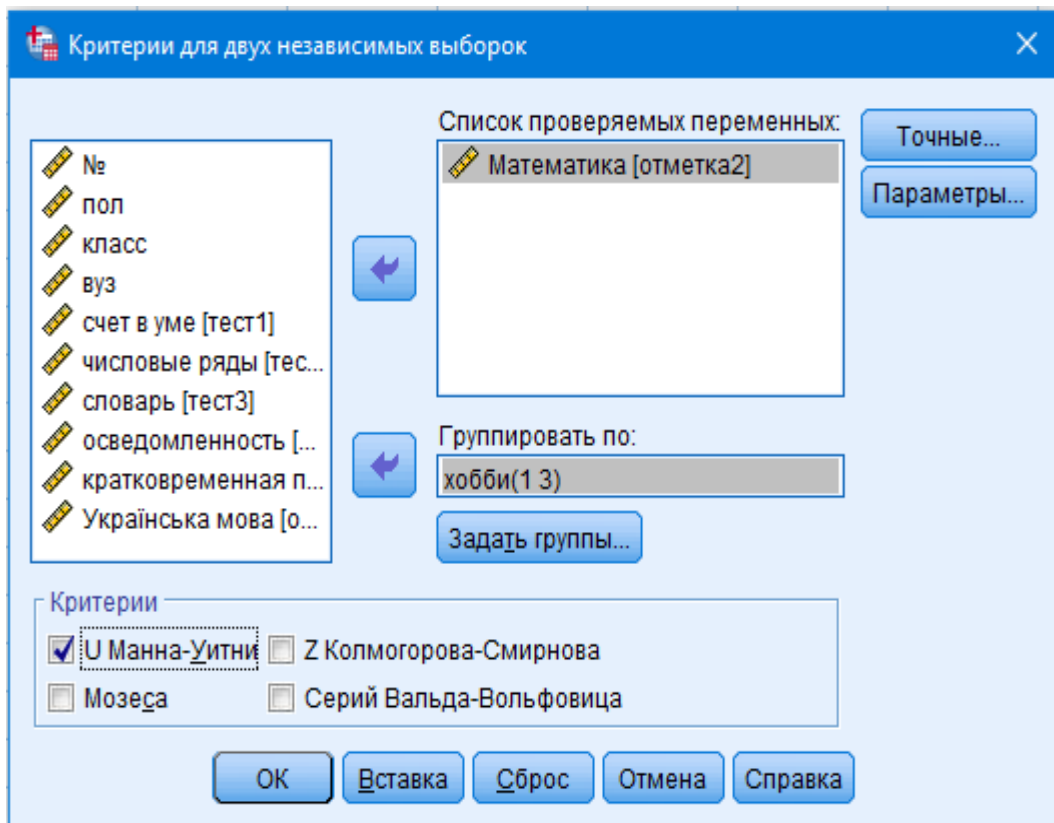 Критерии для двух независимых выборок
Список проверяемых переменных:
Точные...
Параметры...
№
пол
класс
вуз
счет в уме [тест1]
числовые ряды [тес...
словарь [тест3]
осведомленность [...
кратковременная п...
Українська мова [о...
Математика [отметка2]
Группировать по:
хобби(1 3)
Задать группы...
Критерии
U Манна-Уитни Z Колмогорова-Смирнова
Мозеса Серий Вальда-Вольфовица
ОК Вставка Сброс Отмена Справка